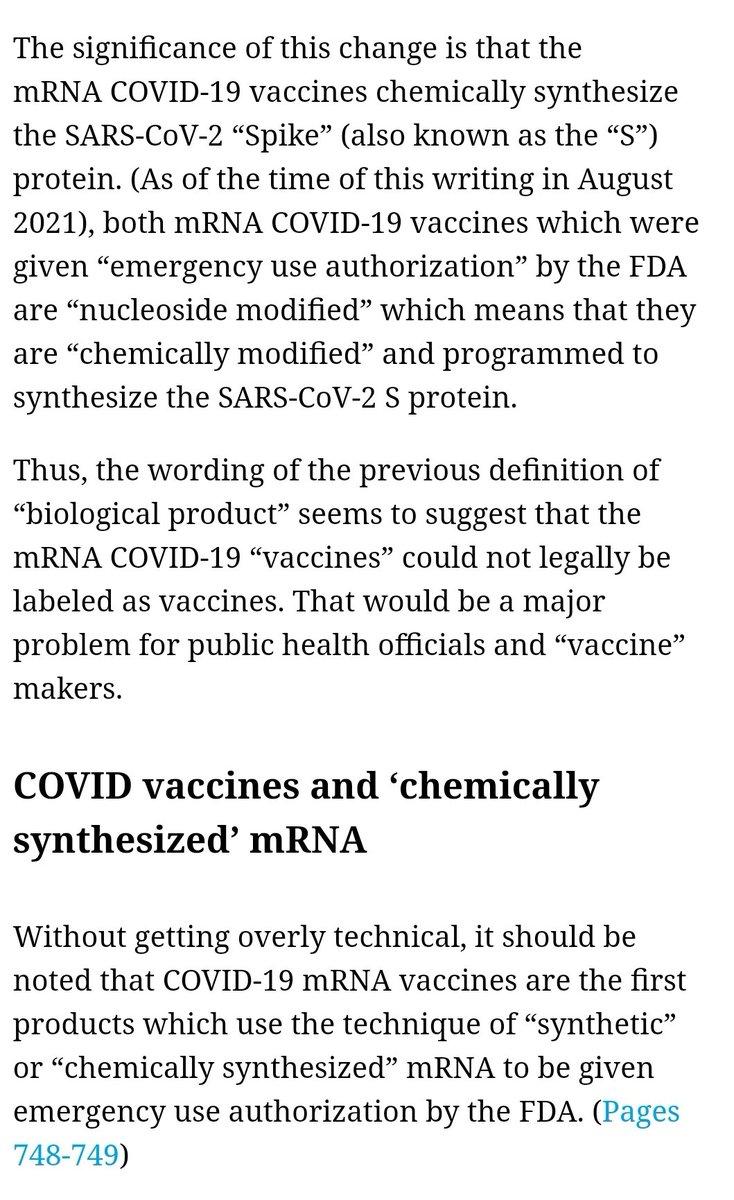 The significance of this change is that the
mRNA COVID-19 vaccines chemically synthesize
the SARS-CoV-2 “Spike” (also known as the “S”)
protein. (As of the time of this writing in August
2021), both mRNA COVID-19 vaccines which were
given “emergency use authorization” by the FDA
are “nucleoside modified” which means that they
are “chemically modified” and programmed to
synthesize the SARS-CoV-2 S protein.
Thus, the wording of the previous definition of
“biological product” seems to suggest that the
mRNA COVID-19 “vaccines” could not legally be
labeled as vaccines. That would be a major
problem for public health officials and “vaccine”
makers.
COVID vaccines and ‘chemically
synthesized’ mRNA
Without getting overly technical, it should be
noted that COVID-19 mRNA vaccines are the first
products which use the technique of “synthetic”
or “chemically synthesized” mRNA to be given
emergency use authorization by the FDA. (Pages
748-749)